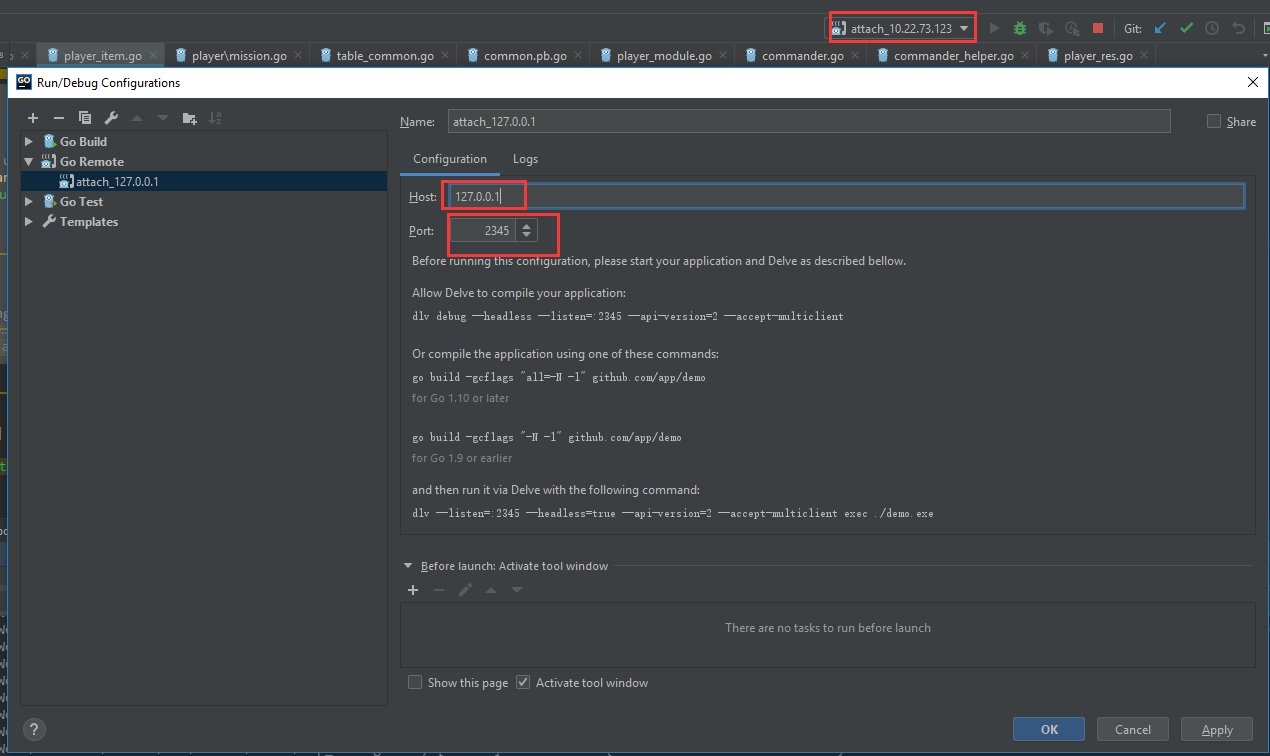 attach_10.22.73.123
Git:
player_item.go
player\mission.go
table_common.go
common.pb.go
player_module.go
commander.go
commander_helper.go
player_res.go
GO
Run/Debug Configurations
Go Build
Go Remote
attach_127.0.0.1
Go Test
Templates
Name:
attach_127.0.0.1
Share
Configuration
Logs
Host:
127.0.0.1
Port:
2345
Before running this configuration, please start your application and Delve as described bellow.
Allow Delve to compile your application:
dlv debug --headless --listen=:2345 --api-version=2 --accept-multiclient
Or compile the application using one of these commands:
go build -gcflags "all=-N -l" github.com/app/demo
for Go 1.10 or later
go build -gcflags "-N -l" github.com/app/demo
for Go 1.9 or earlier
and then run it via Delve with the following command:
dlv --listen=:2345 --headless=true --api-version=2 --accept-multiclient exec ./demo.exe
Before launch: Activate tool window
There are no tasks to run before launch
Show this page
Activate tool window
?
OK
Cancel
Apply